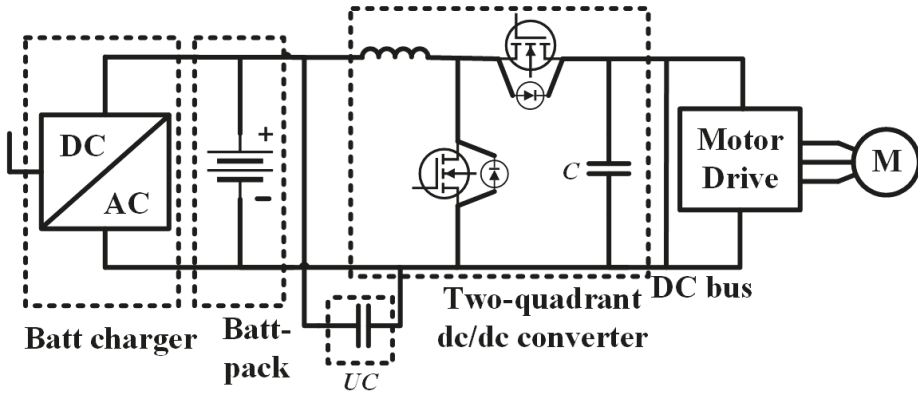 DC
AC
Batt charger
+
-
Batt-
pack
UC
C
Two-quadrant
dc/dc converter
DC bus
Motor
Drive
M